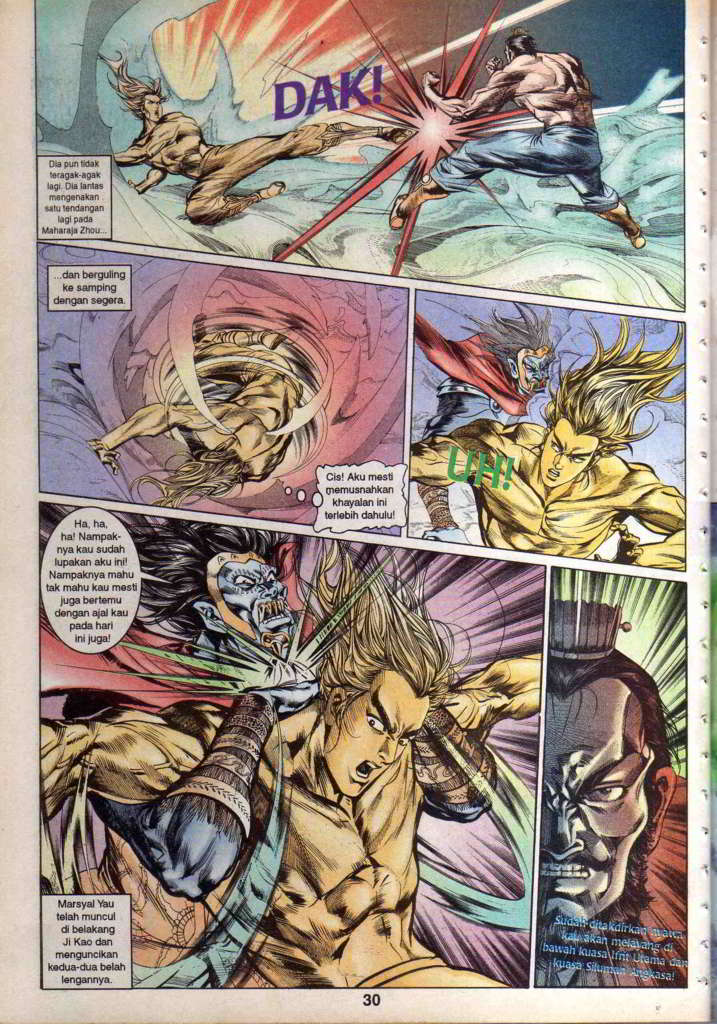 DAK!
Dia pun tidak
teragak-agak
lagi. Dia lantas
mengenakan
satu tendangan
lagi pada
Maharaja Zhou...
...dan berguling
ke samping
dengan segera.
Cis! Aku mesti
memusnahkan
khayalan ini
terlebih dahulu!
UH!
Ha, ha,
ha! Nampak-
nya kau sudah
lupakan aku ini!
Nampaknya mahu
tak mahu kau mesti
juga bertemu
dengan ajal kau
pada hari
ini juga!
Marsyal Yau
telah muncul
di belakang
Ji Kao dan
menguncikan
kedua-dua belah
lengannya.
Sudah ditakdirkan nyawa
kau akan melayang di
bawah kuasa Ifrit Utama dan
kuasa Siluman Angkasa!
30